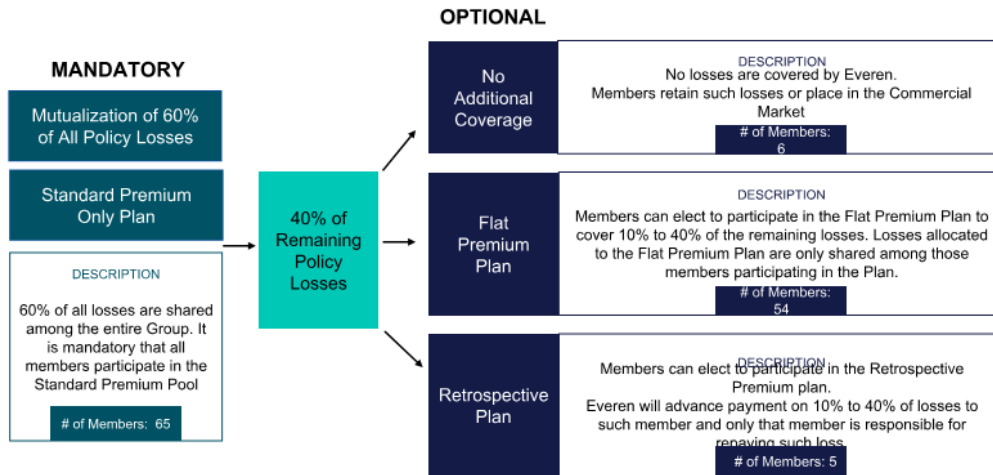 MANDATORY
Mutualization of 60%
of All Policy Losses
Standard Premium
Only Plan
DESCRIPTION
60% of all losses are shared
among the entire Group. It
is mandatory that all
members participate in the
Standard Premium Pool
# of Members: 65
40% of
Remaining
Policy
Losses
OPTIONAL
No
Additional
Coverage
DESCRIPTION
No losses are covered by Everen.
Members retain such losses or place in the Commercial
Market
# of Members:
6
Flat
Premium
Plan
DESCRIPTION
Members can elect to participate in the Flat Premium Plan to
cover 10% to 40% of the remaining losses. Losses allocated
to the Flat Premium Plan are only shared among those
members participating in the Plan.
# of Members:
54
Retrospective
Plan
DESCRIPTION
Members can elect to participate in the Retrospective
Premium plan.
Everen will advance payment on 10% to 40% of losses to
such member and only that member is responsible for
repaying such loss
# of Members: 5